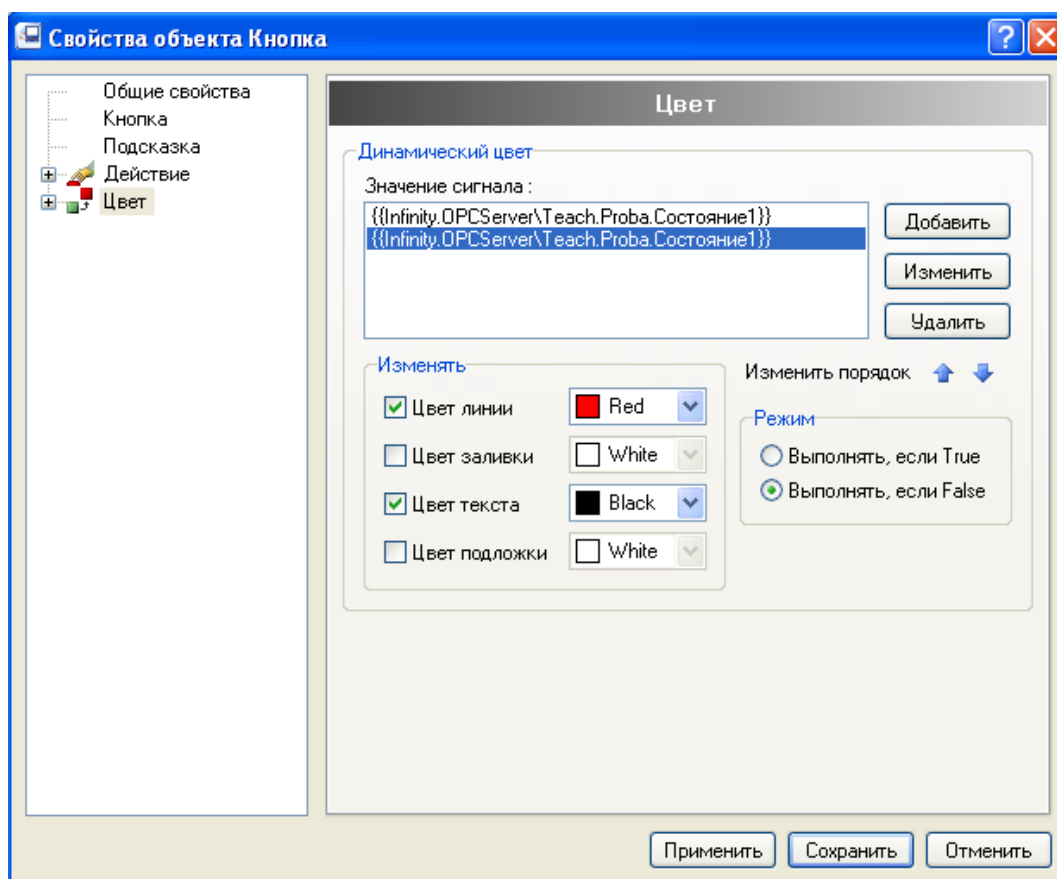 Свойства объекта Кнопка
Общие свойства
Кнопка
Подсказка
Действие
Цвет
Цвет
Динамический цвет
Значение сигнала :
{{Infinity.OPCServer\Teach.Proba.Состояние1}}
{{Infinity.OPCServer\Teach.Proba.Состояние1}}
Добавить
Изменить
Удалить
Изменить порядок
Изменять
Цвет линии Red
Цвет заливки White
Цвет текста Black
Цвет подложки White
Режим
Выполнять, если True
Выполнять, если False
Применить Сохранить Отменить